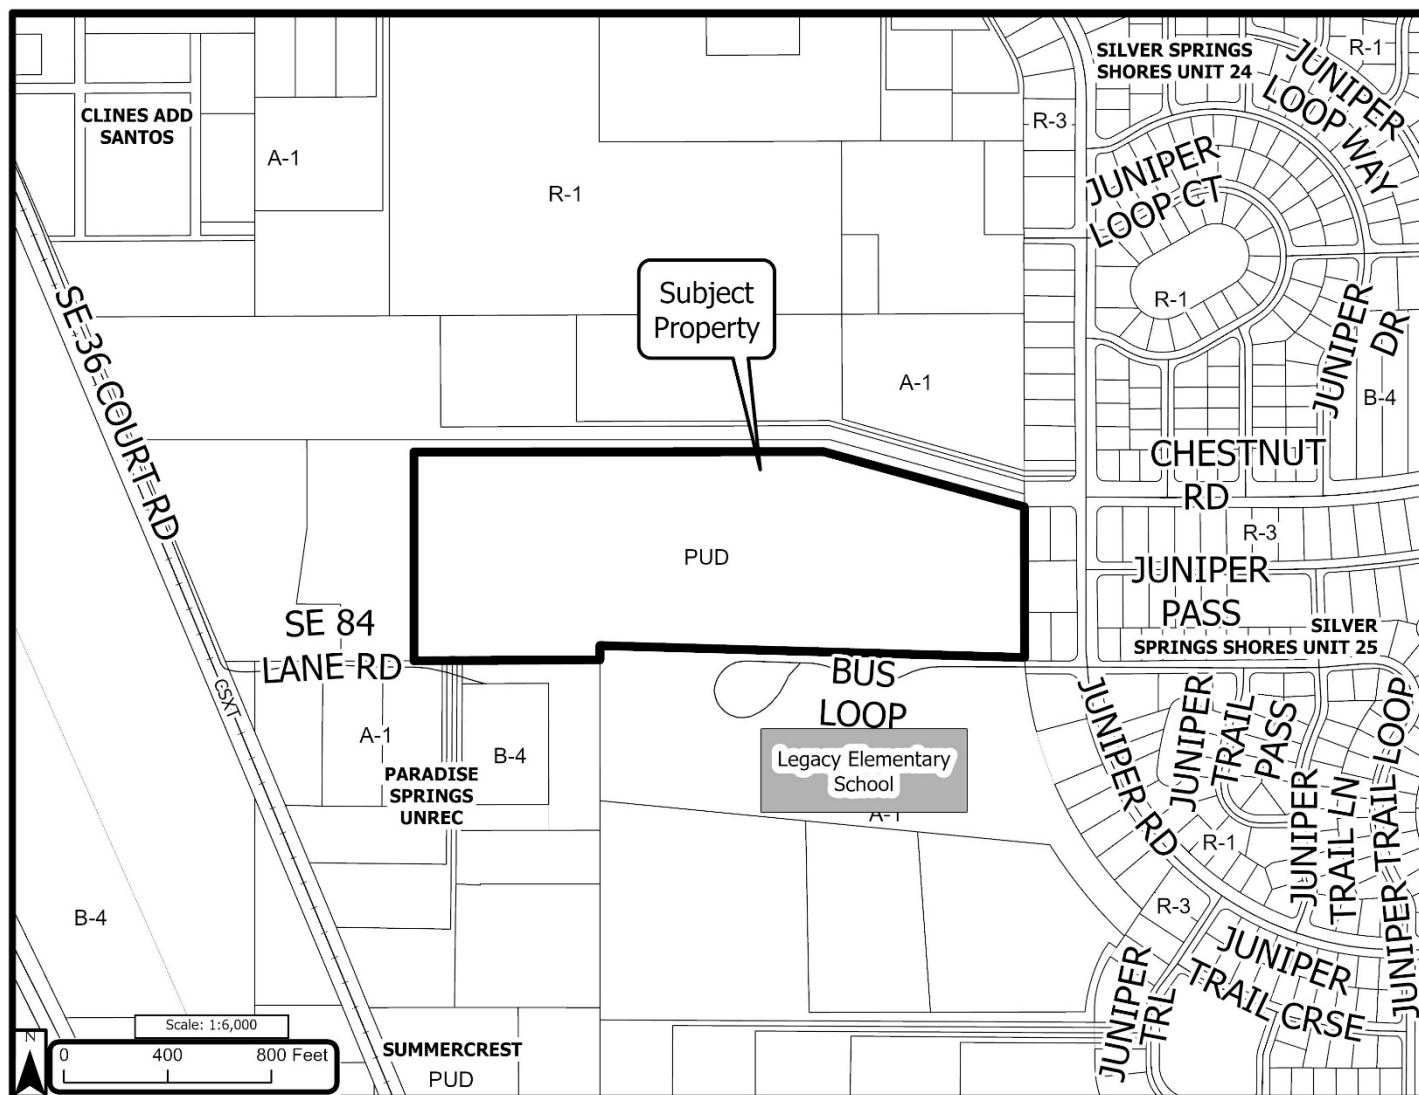 SILVER SPRINGS
SHORES UNIT 24
R-1
JUNIPER
LOOP WAY
CLINES ADD
SANTOS
A-1
R-1
R-3
JUNIPER
LOOP CT
R-1
SE 36 COURT RD
Subject
Property
A-1
JUNIPER
DR
B-4
CHESTNUT
RD
R-3
PUD
JUNIPER
PASS
SILVER
SPRINGS SHORES UNIT 25
SE 84
LANE RD
BUS
LOOP
CSXT
A-1
B-4
PARADISE
SPRINGS
UNREC
Legacy Elementary
School
A-1
JUNIPER RD
JUNIPER
TRAIL
PASS
JUNIPER
TRAIL LN
JUNIPER TRAIL LOOP
R-1
R-3
B-4
JUNIPER
TRL
JUNIPER
TRAIL CRSE
Scale: 1:6,000
N
0 400 800 Feet
SUMMERCREST
PUD